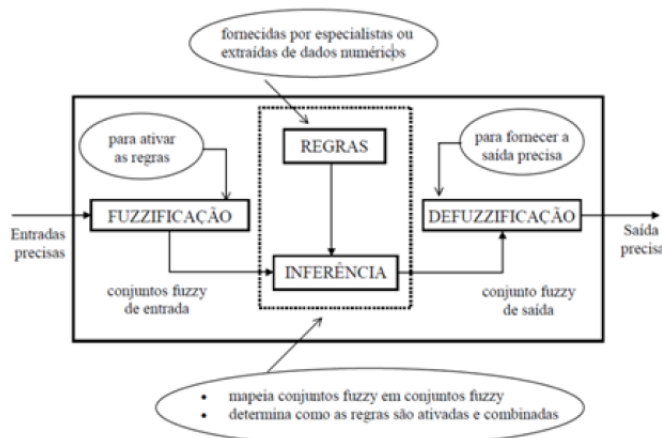 fornecidas por especialistas ou
extraídas de dados numéricos
para ativar
as regras
REGRAS
para fornecer a
saída precisa
FUZZIFICAÇÃO
DEFUZZIFICAÇÃO
Entradas
precisas
Saída
precisa
INFERÊNCIA
conjuntos fuzzy
de entrada
conjunto fuzzy
de saída
• mapeia conjuntos fuzzy em conjuntos fuzzy
• determina como as regras são ativadas e combinadas